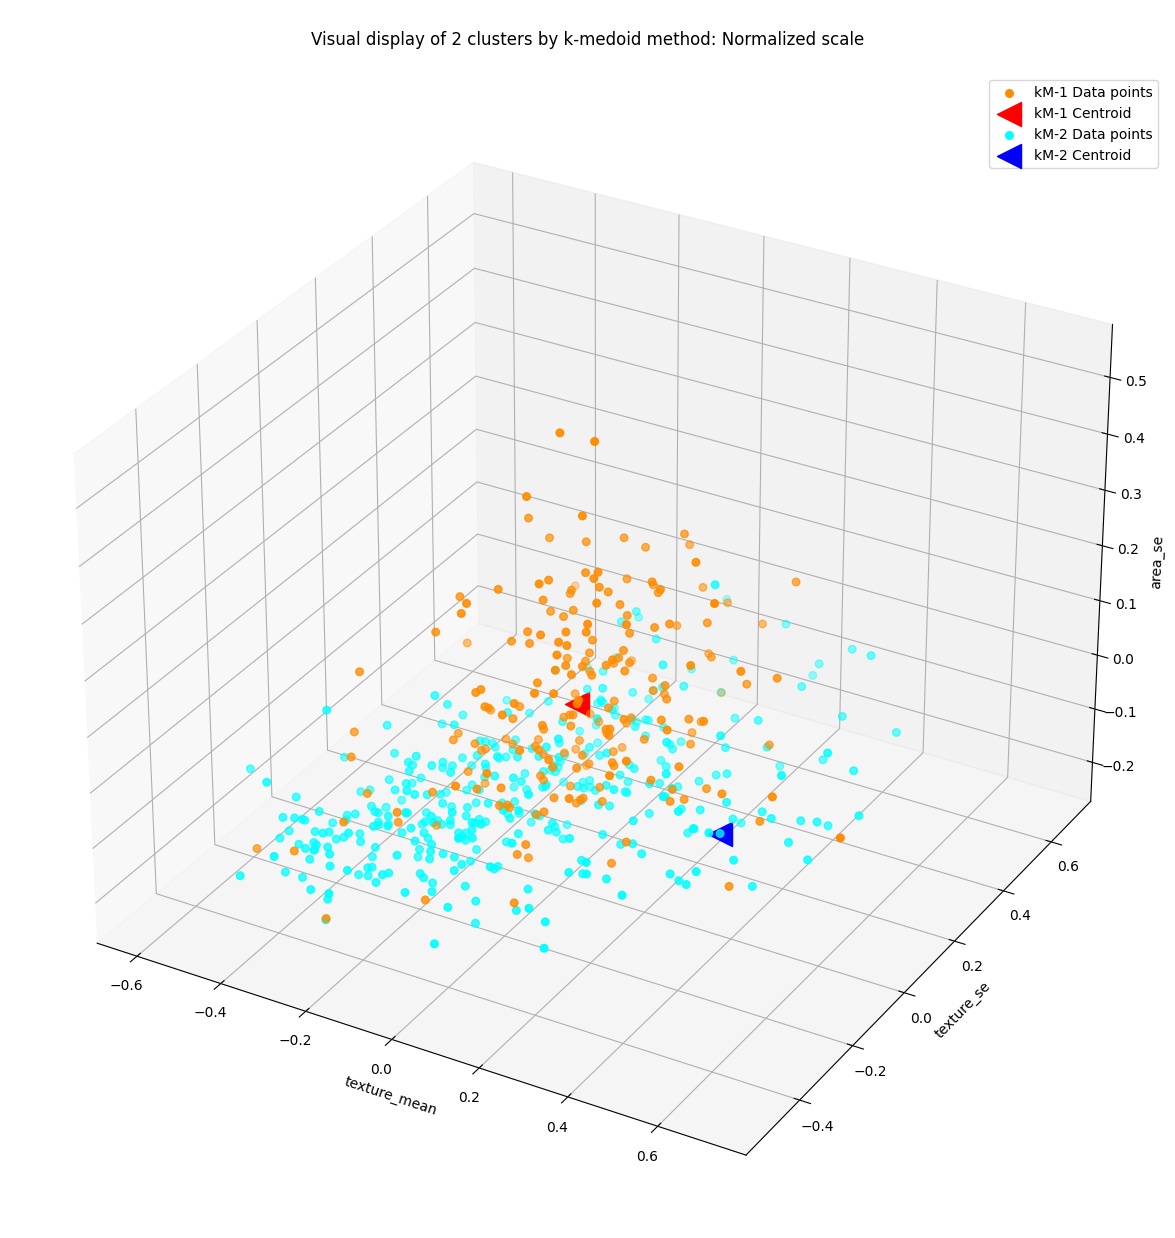 Visual display of 2 clusters by k-medoid method: Normalized scale
kM-1 Data points
kM-1 Centroid
kM-2 Data points
kM-2 Centroid
0.5
0.4
0.3
0.2
0.1
0.0
−0.1
−0.2
area_se
0.6
0.4
0.2
0.0
−0.2
−0.4
texture_se
−0.6
−0.4
−0.2
0.0
0.2
0.4
0.6
texture_mean